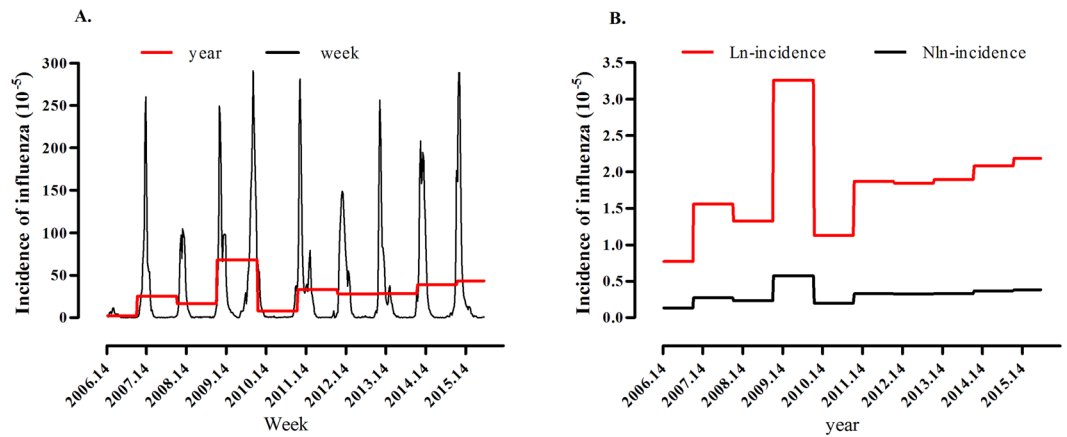 A.
year week
Incidence of influenza (10⁻⁵)
300
250
200
150
100
50
0
2006.14 2007.14 2008.14 2009.14 2010.14 2011.14 2012.14 2013.14 2014.14 2015.14
Week
B.
Ln-incidence Nln-incidence
Incidence of influenza (10⁻⁵)
3.5
3.0
2.5
2.0
1.5
1.0
0.5
0.0
2006.14 2007.14 2008.14 2009.14 2010.14 2011.14 2012.14 2013.14 2014.14 2015.14
year